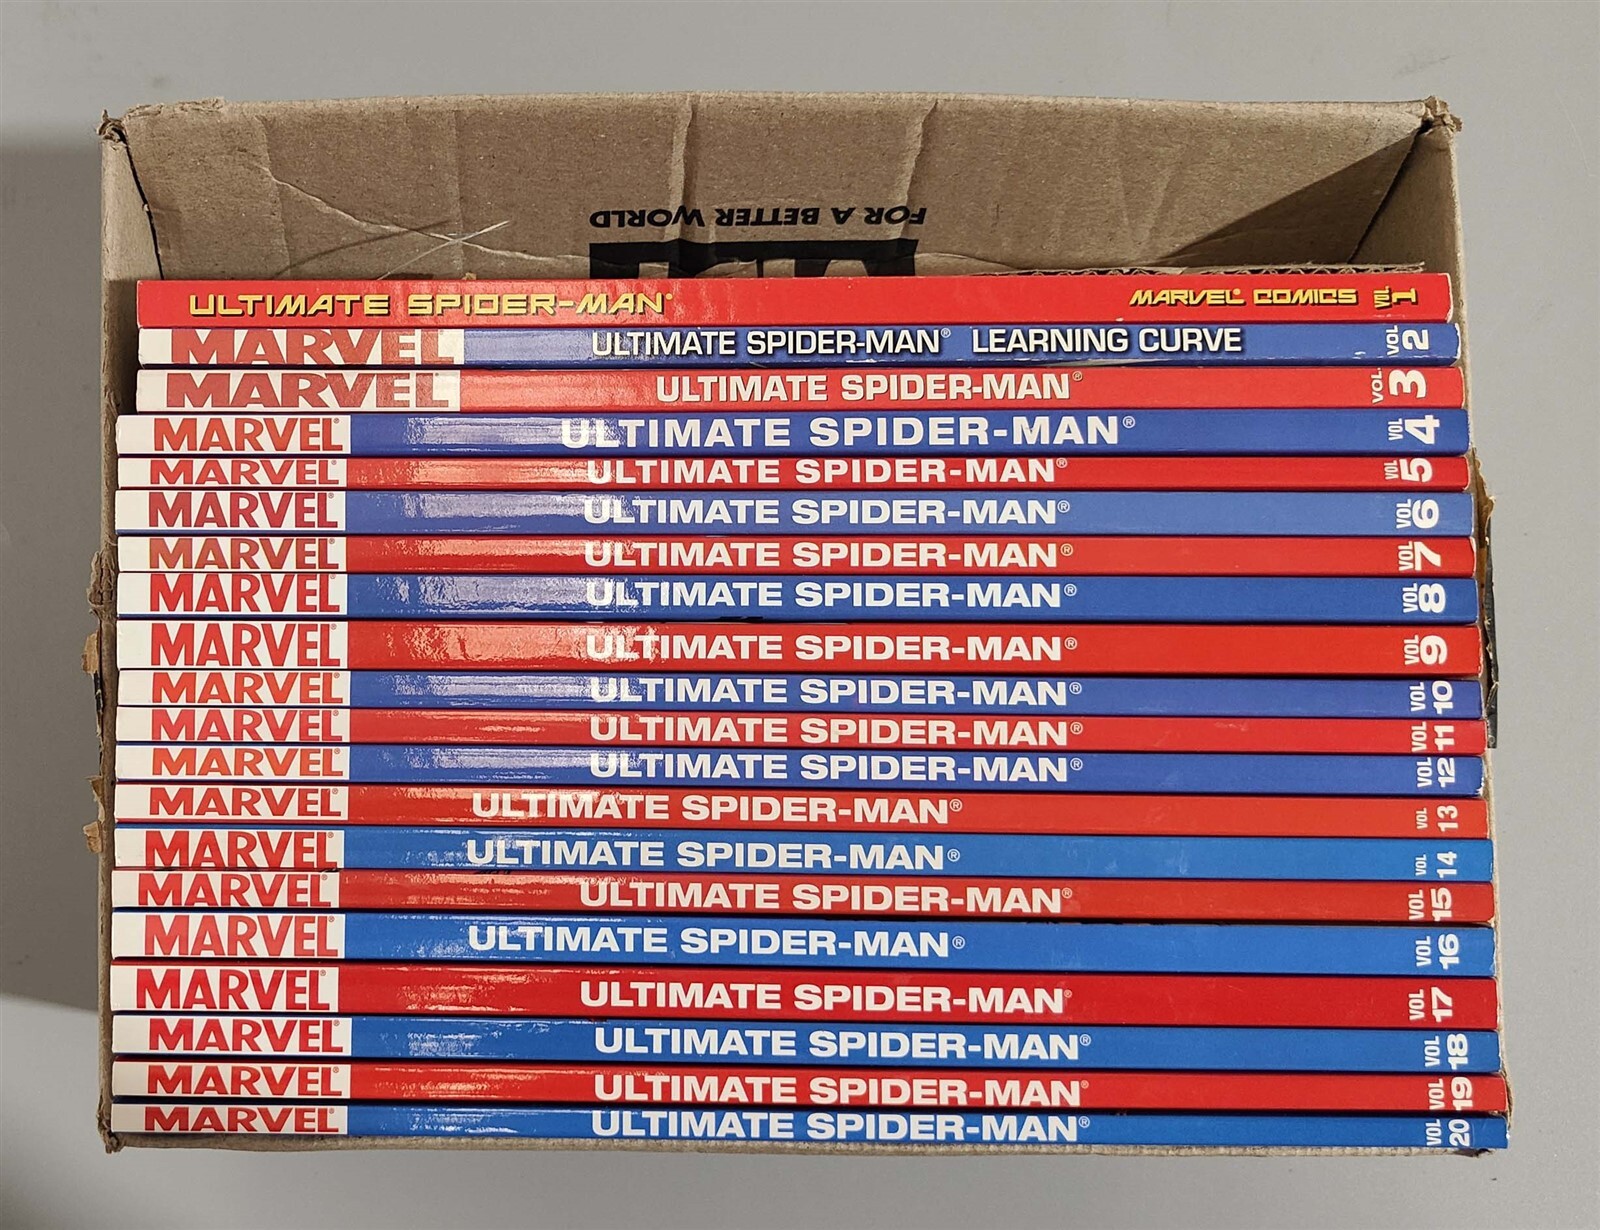 FOR A BETTER WORLD
ULTIMATE SPIDER-MAN® MARVEL® COMICS VOL. 1
MARVEL ULTIMATE SPIDER-MAN® LEARNING CURVE VOL 2
MARVEL ULTIMATE SPIDER-MAN® VOL. 3
MARVEL® ULTIMATE SPIDER-MAN® VOL 4
MARVEL® ULTIMATE SPIDER-MAN® VOL 5
MARVEL® ULTIMATE SPIDER-MAN® VOL 6
MARVEL® ULTIMATE SPIDER-MAN® VOL 7
MARVEL® ULTIMATE SPIDER-MAN® VOL 8
MARVEL® ULTIMATE SPIDER-MAN® VOL 9
MARVEL® ULTIMATE SPIDER-MAN® VOL 10
MARVEL® ULTIMATE SPIDER-MAN® VOL 11
MARVEL® ULTIMATE SPIDER-MAN® VOL 12
MARVEL® ULTIMATE SPIDER-MAN® VOL 13
MARVEL® ULTIMATE SPIDER-MAN® VOL 14
MARVEL® ULTIMATE SPIDER-MAN® VOL 15
MARVEL® ULTIMATE SPIDER-MAN® VOL 16
MARVEL® ULTIMATE SPIDER-MAN® VOL 17
MARVEL® ULTIMATE SPIDER-MAN® VOL 18
MARVEL® ULTIMATE SPIDER-MAN® VOL 19
MARVEL® ULTIMATE SPIDER-MAN® VOL 20